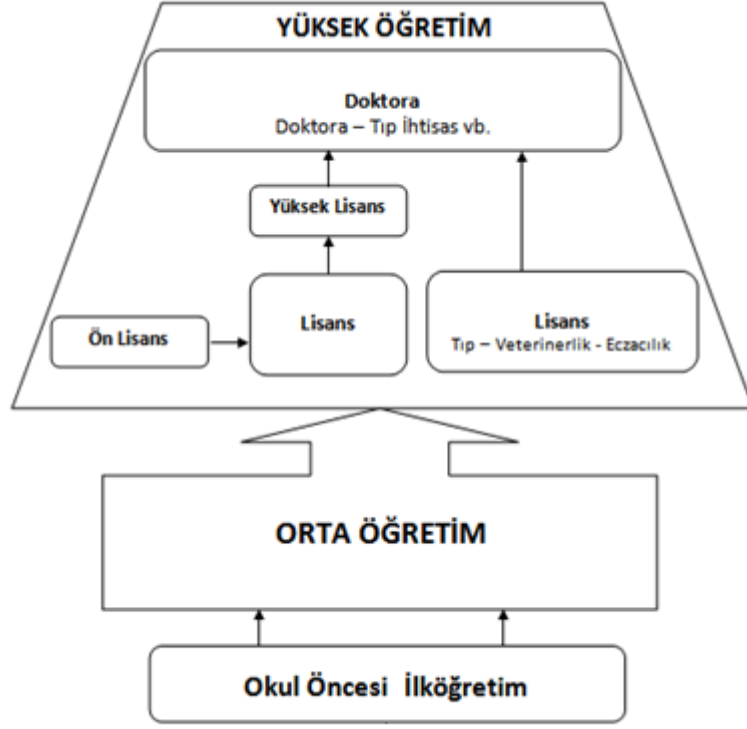 YÜKSEK ÖĞRETİM
Doktora
Doktora – Tıp İhtisas vb.
Yüksek Lisans
Ön Lisans
Lisans
Lisans
Tıp – Veterinerlik - Eczacılık
ORTA ÖĞRETİM
Okul Öncesi İlköğretim